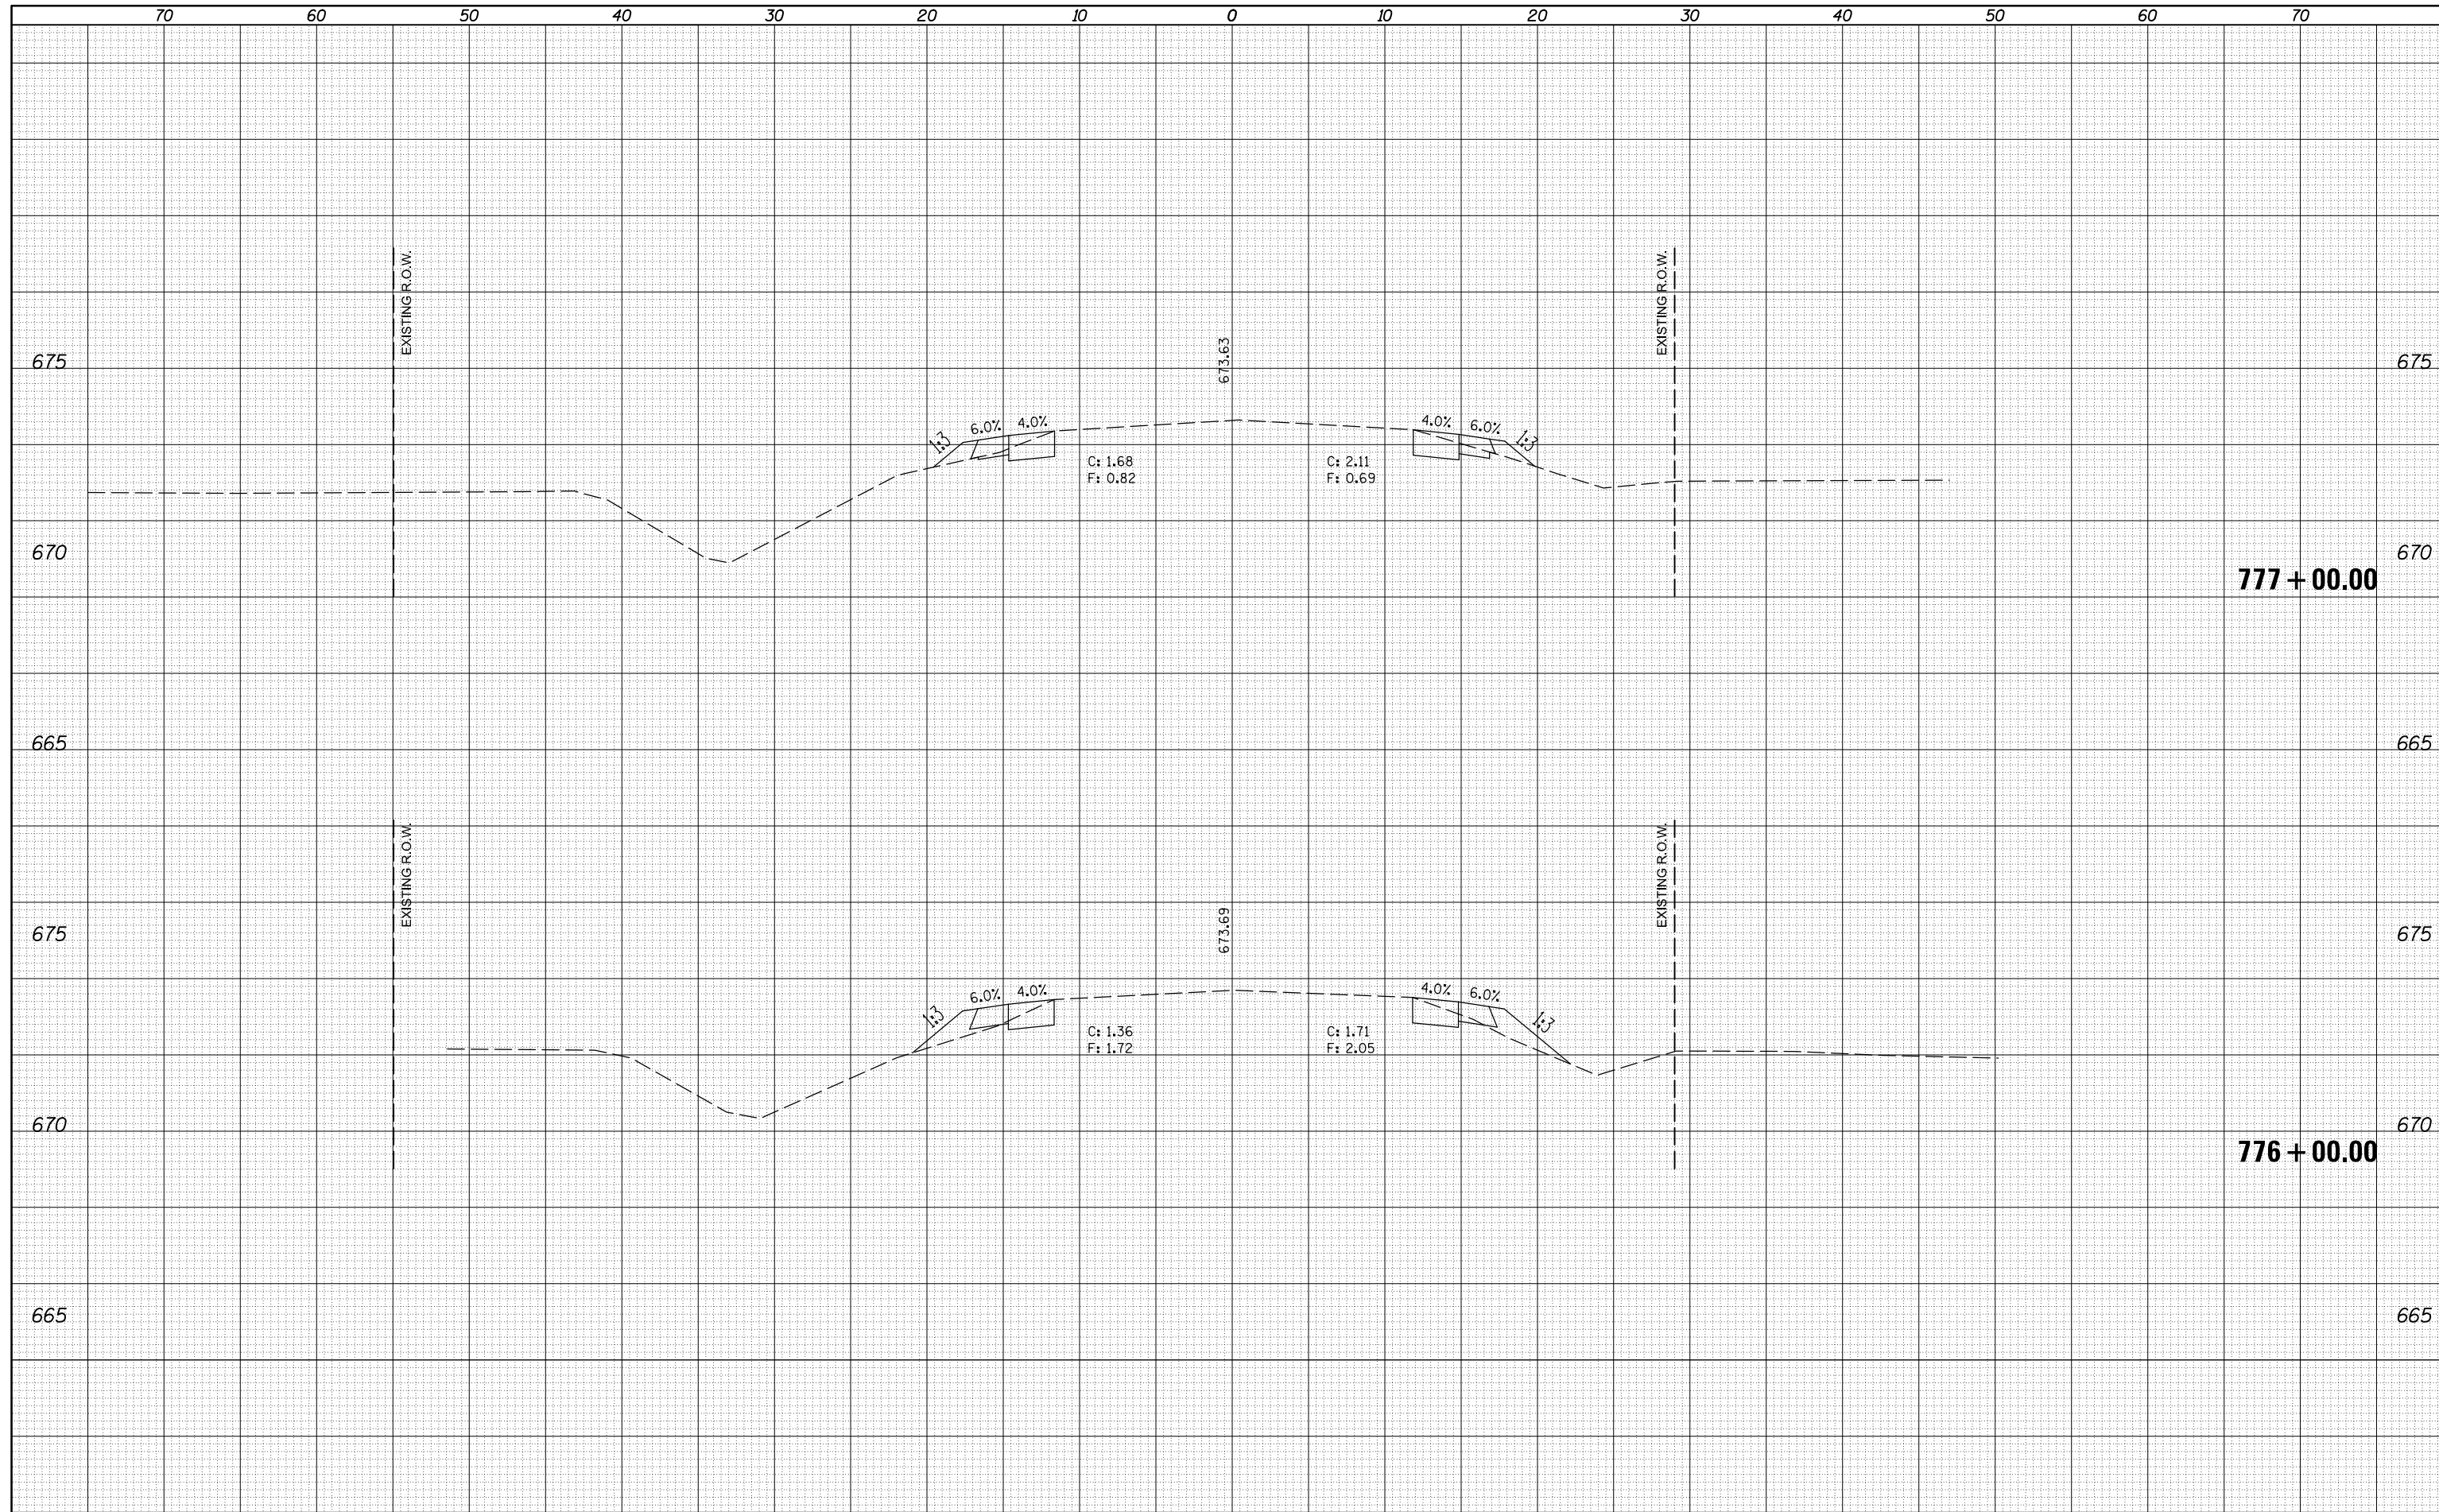 70 60 50 40 30 20 10 0 10 20 30 40 50 60 70
EXISTING R.O.W.
EXISTING R.O.W.
673.63
675 675
1:3 6.0% 4.0% 4.0% 6.0% 1:3
C: 1.68 C: 2.11
F: 0.82 F: 0.69
670 670
777 + 00.00
665 665
EXISTING R.O.W.
EXISTING R.O.W.
673.69
675 675
1:3 6.0% 4.0% 4.0% 6.0% 1:3
C: 1.36 C: 1.71
F: 1.72 F: 2.05
670 670
776 + 00.00
665 665